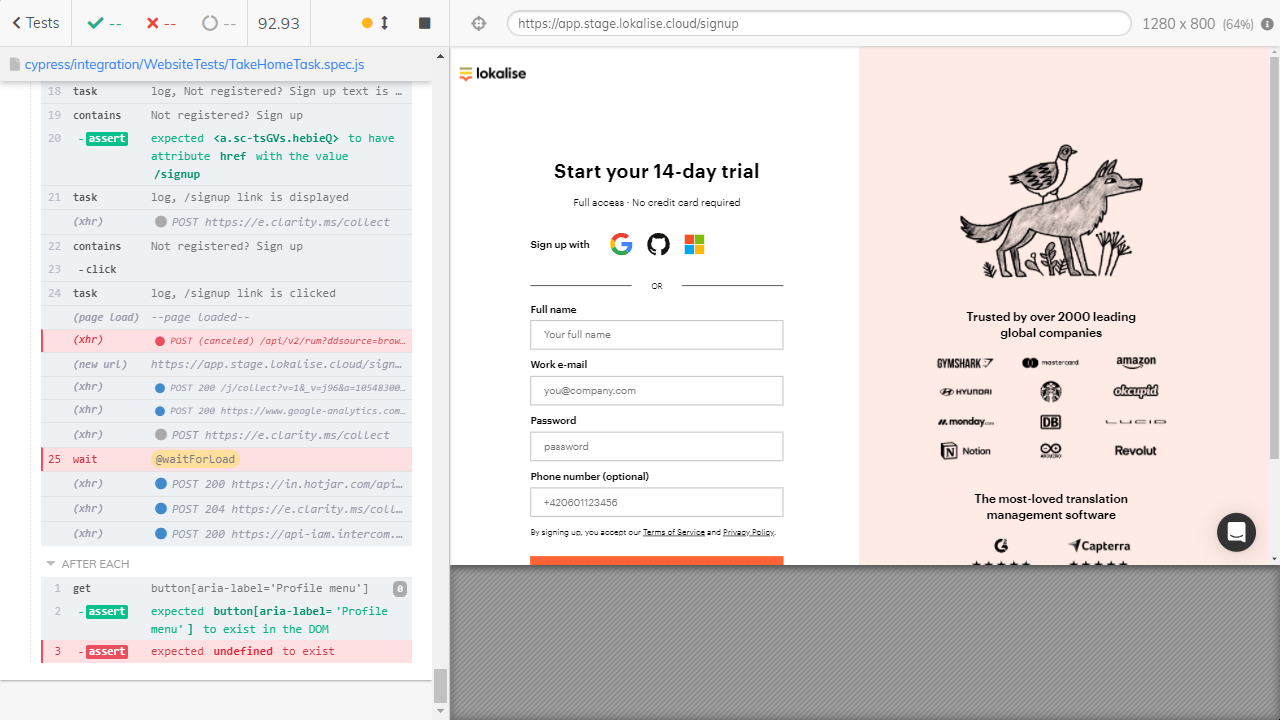 Tests
--
--
--
92.93
https://app.stage.lokalise.cloud/signup
1280 x 800 (64%)
cypress/integration/WebsiteTests/TakeHomeTask.spec.js
18 task log, Not registered? Sign up text is …
19 contains Not registered? Sign up
20 -assert expected <a.sc-tsGVs.hebieQ> to have
attribute href with the value
/signup
21 task log, /signup link is displayed
(xhr) POST https://e.clarity.ms/collect
22 contains Not registered? Sign up
23 -click
24 task log, /signup link is clicked
(page load) --page loaded--
(xhr) POST (canceled) /api/v2/rum?ddsource=brow…
(new url) https://app.stage.lokalise.cloud/sign…
(xhr) POST 200 /j/collect?v=1&_v=j96&a=10548300…
(xhr) POST 200 https://www.google-analytics.com…
(xhr) POST https://e.clarity.ms/collect
25 wait @waitForLoad
(xhr) POST 200 https://in.hotjar.com/api…
(xhr) POST 204 https://e.clarity.ms/coll…
(xhr) POST 200 https://api-iam.intercom.…
AFTER EACH
1 get button[aria-label='Profile menu'] 0
2 -assert expected button[aria-label='Profile
menu'] to exist in the DOM
3 -assert expected undefined to exist
lokalise
Start your 14-day trial
Full access · No credit card required
Sign up with
OR
Full name
Your full name
Work e-mail
you@company.com
Password
password
Phone number (optional)
+420601123456
By signing up, you accept our Terms of Service and Privacy Policy.
Trusted by over 2000 leading
global companies
GYMSHARK mastercard amazon
HYUNDAI okcupid
monday.com DB LUCID
Notion ARDUINO Revolut
The most-loved translation
management software
Capterra